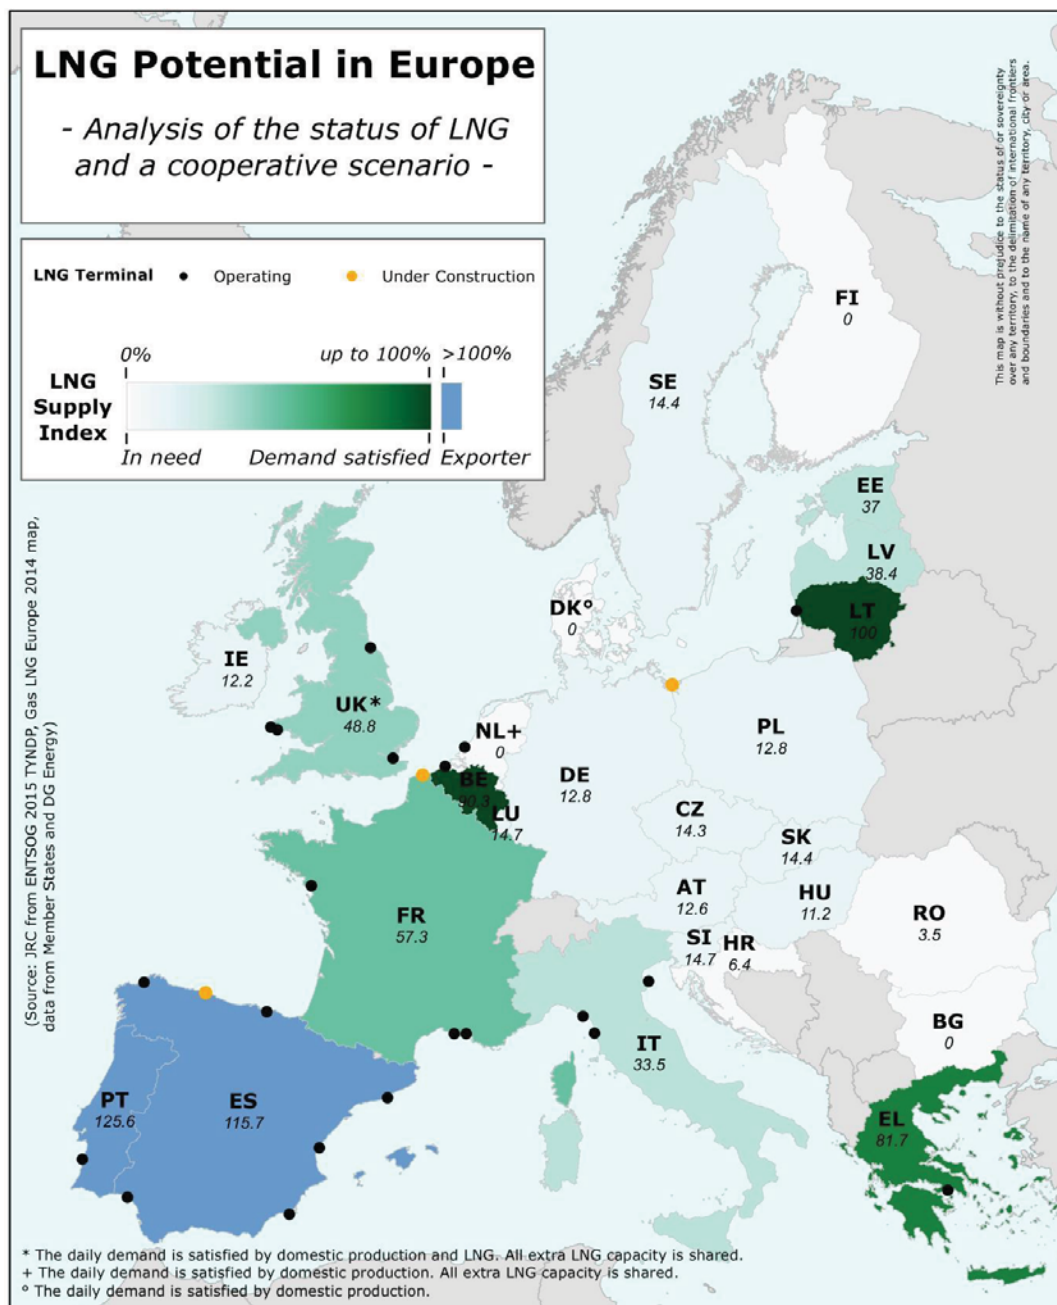 LNG Potential in Europe
- Analysis of the status of LNG
and a cooperative scenario -
This map is without prejudice to the status of or sovereignty
over any territory, to the delimitation of international frontiers
and boundaries and to the name of any territory, city or area.
LNG Terminal
Operating
Under Construction
0%
up to 100%
>100%
LNG
Supply
Index
In need
Demand satisfied
Exporter
FI
0
SE
14.4
EE
37
LV
38.4
LT
100
DK°
0
IE
12.2
UK*
48.8
NL+
0
PL
12.8
BE
90.3
DE
12.8
LU
14.7
CZ
14.3
SK
14.4
AT
12.6
HU
11.2
RO
3.5
FR
57.3
SI
14.7
HR
6.4
BG
0
IT
33.5
PT
125.6
ES
115.7
EL
81.7
(Source: JRC from ENTSOG 2015 TYNDP, Gas LNG Europe 2014 map,
data from Member States and DG Energy)
* The daily demand is satisfied by domestic production and LNG. All extra LNG capacity is shared.
+ The daily demand is satisfied by domestic production. All extra LNG capacity is shared.
° The daily demand is satisfied by domestic production.